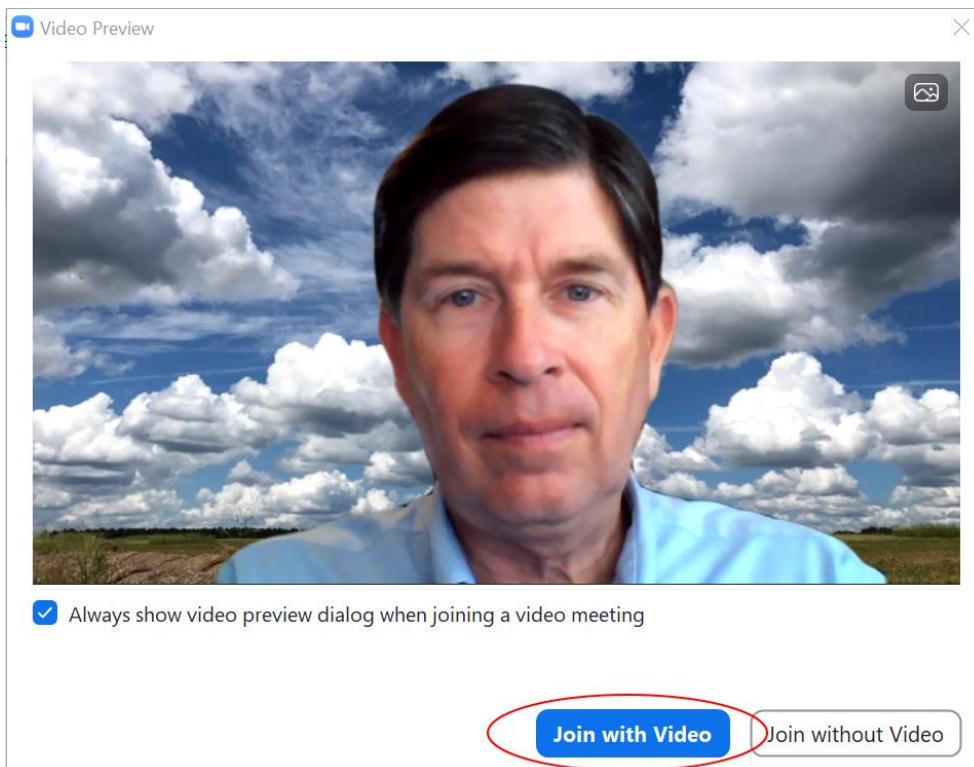 Video Preview
Always show video preview dialog when joining a video meeting
Join with Video
Join without Video